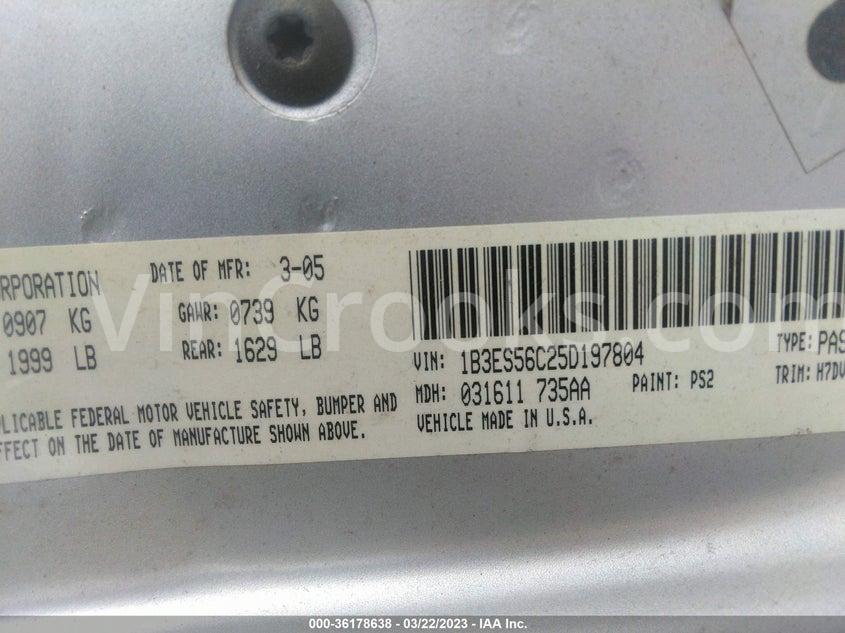 RPORATION
DATE OF MFR: 3-05
0907 KG
GAWR: 0739 KG
1999 LB
REAR: 1629 LB
PLICABLE FEDERAL MOTOR VEHICLE SAFETY, BUMPER AND
FFECT ON THE DATE OF MANUFACTURE SHOWN ABOVE.
VIN: 1B3ES56C25D197804
TYPE: PAS
MDH: 031611 735AA
PAINT: PS2
TRIM: H7DV
VEHICLE MADE IN U.S.A.
VinCrooks.com
000-36178638 - 03/22/2023 - IAA Inc.